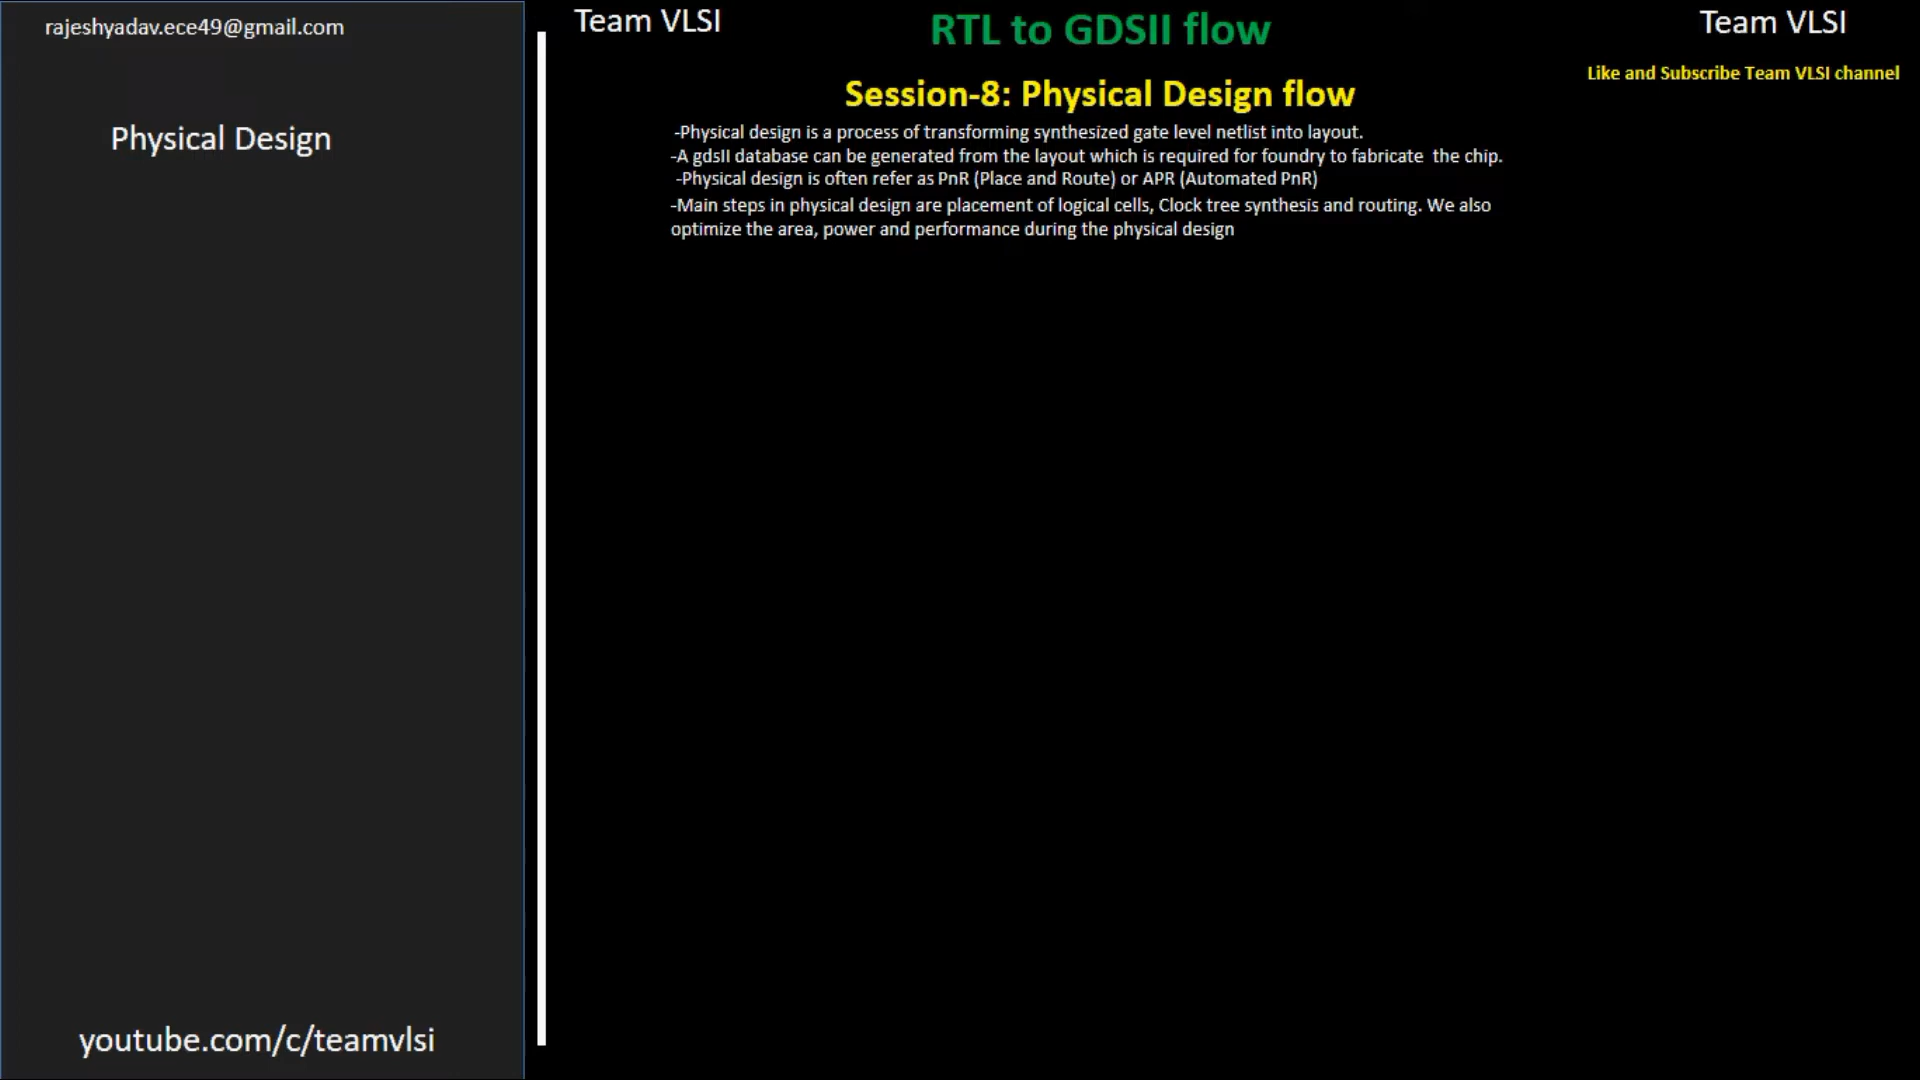 rajeshyadav.ece49@gmail.com
Physical Design
youtube.com/c/teamvlsi
Team VLSI
RTL to GDSII flow
Team VLSI
Like and Subscribe Team VLSI channel
Session-8: Physical Design flow
-Physical design is a process of transforming synthesized gate level netlist into layout.
-A gdsII database can be generated from the layout which is required for foundry to fabricate the chip.
-Physical design is often refer as PnR (Place and Route) or APR (Automated PnR)
-Main steps in physical design are placement of logical cells, Clock tree synthesis and routing. We also
optimize the area, power and performance during the physical design